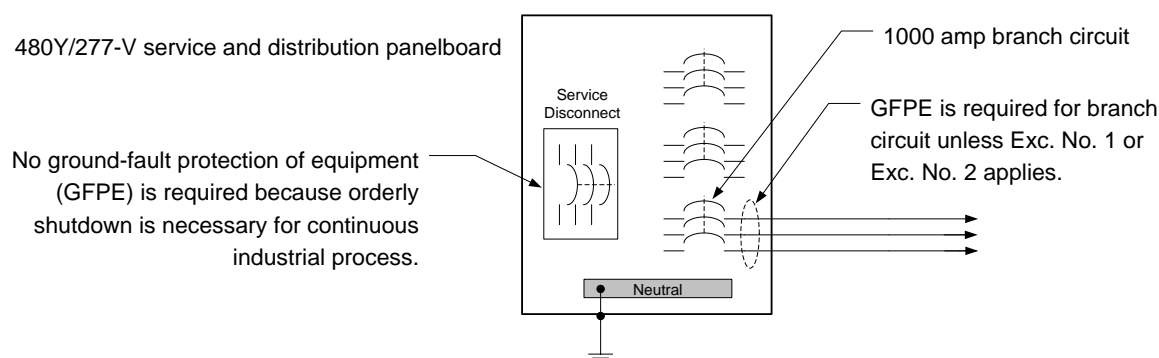 480Y/277-V service and distribution panelboard
No ground-fault protection of equipment
(GFPE) is required because orderly
shutdown is necessary for continuous
industrial process.
Service
Disconnect
Neutral
1000 amp branch circuit
GFPE is required for branch
circuit unless Exc. No. 1 or
Exc. No. 2 applies.